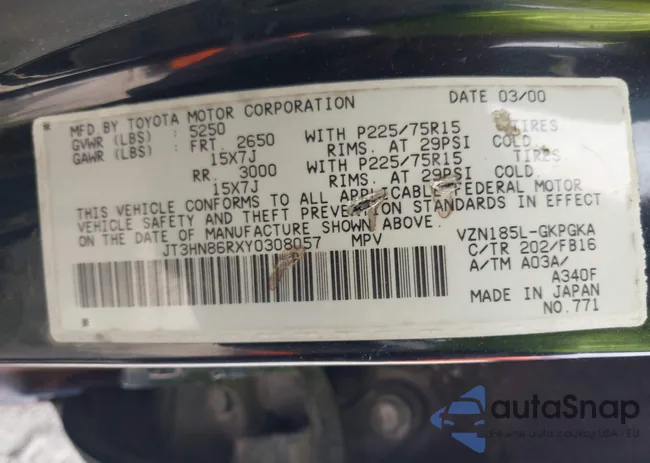 MFD BY TOYOTA MOTOR CORPORATION DATE 03/00
GVWR (LBS) : 5250
GAWR (LBS) : FRT. 2650 WITH P225/75R15 TIRES
15X7J RIMS. AT 29PSI COLD.
RR. 3000 WITH P225/75R15 TIRES
15X7J RIMS. AT 29PSI COLD.
THIS VEHICLE CONFORMS TO ALL APPLICABLE FEDERAL MOTOR
VEHICLE SAFETY AND THEFT PREVENTION STANDARDS IN EFFECT
ON THE DATE OF MANUFACTURE SHOWN ABOVE.
JT3HN86RXY0308057 MPV VZN185L-GKPGKA
C/TR 202/FB16
A/TM A03A/
A340F
MADE IN JAPAN
NO.771
autoSnap